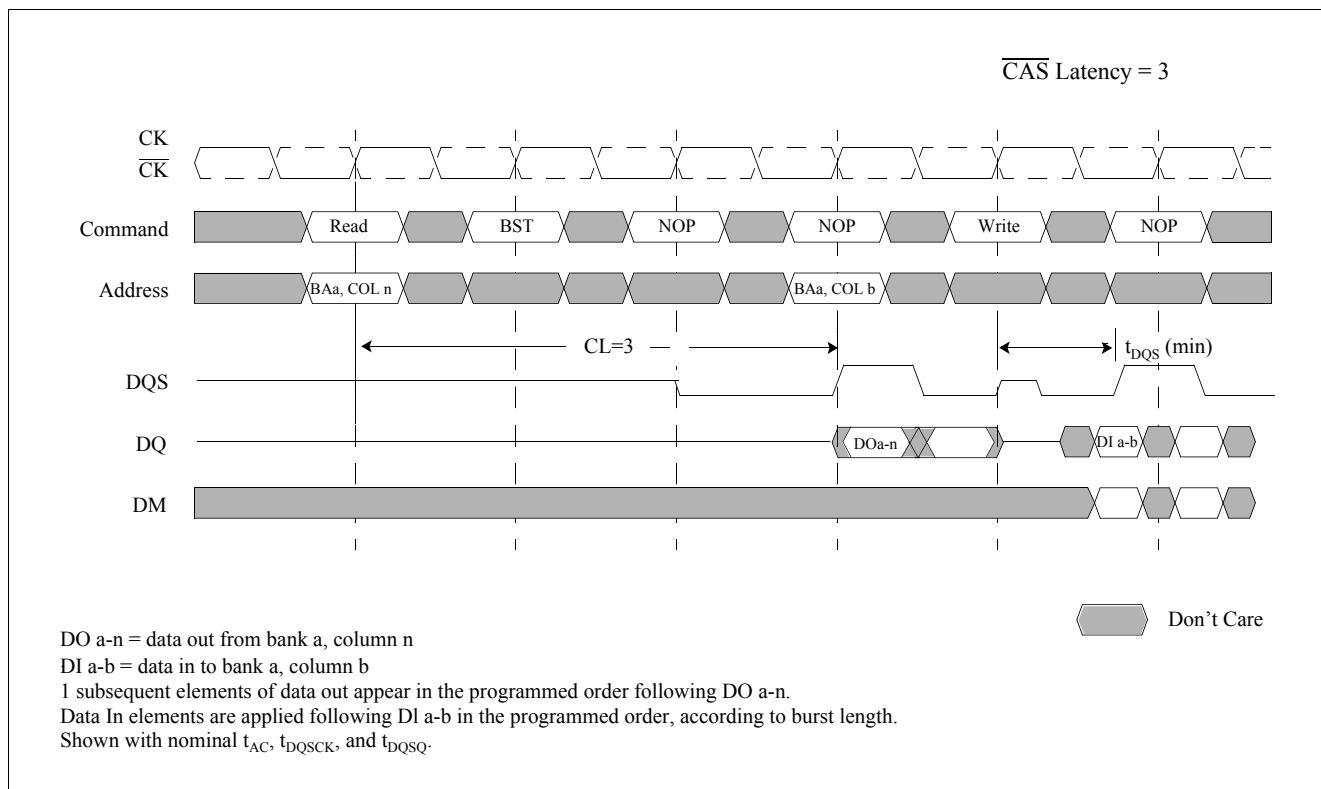 CAS Latency = 3
CK
CK
Command
Read
BST
NOP
NOP
Write
NOP
Address
BAa, COL n
BAa, COL b
CL=3
tDQS (min)
DQS
DQ
DOa-n
DI a-b
DM
Don't Care
DO a-n = data out from bank a, column n
DI a-b = data in to bank a, column b
1 subsequent elements of data out appear in the programmed order following DO a-n.
Data In elements are applied following DI a-b in the programmed order, according to burst length.
Shown with nominal tAC, tDQSCK, and tDQSQ.